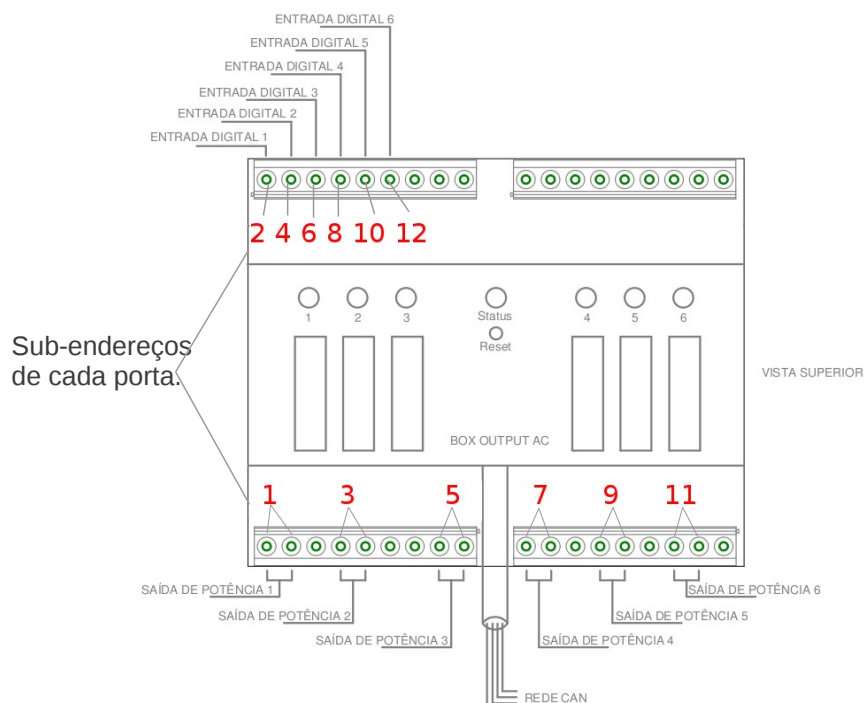 ENTRADA DIGITAL 6
ENTRADA DIGITAL 5
ENTRADA DIGITAL 4
ENTRADA DIGITAL 3
ENTRADA DIGITAL 2
ENTRADA DIGITAL 1
2 4 6 8 10 12
1 2 3 Status 4 5 6
Reset
Sub-endereços
de cada porta.
VISTA SUPERIOR
BOX OUTPUT AC
1 3 5 7 9 11
SAÍDA DE POTÊNCIA 1
SAÍDA DE POTÊNCIA 2
SAÍDA DE POTÊNCIA 3
SAÍDA DE POTÊNCIA 4
SAÍDA DE POTÊNCIA 5
SAÍDA DE POTÊNCIA 6
REDE CAN